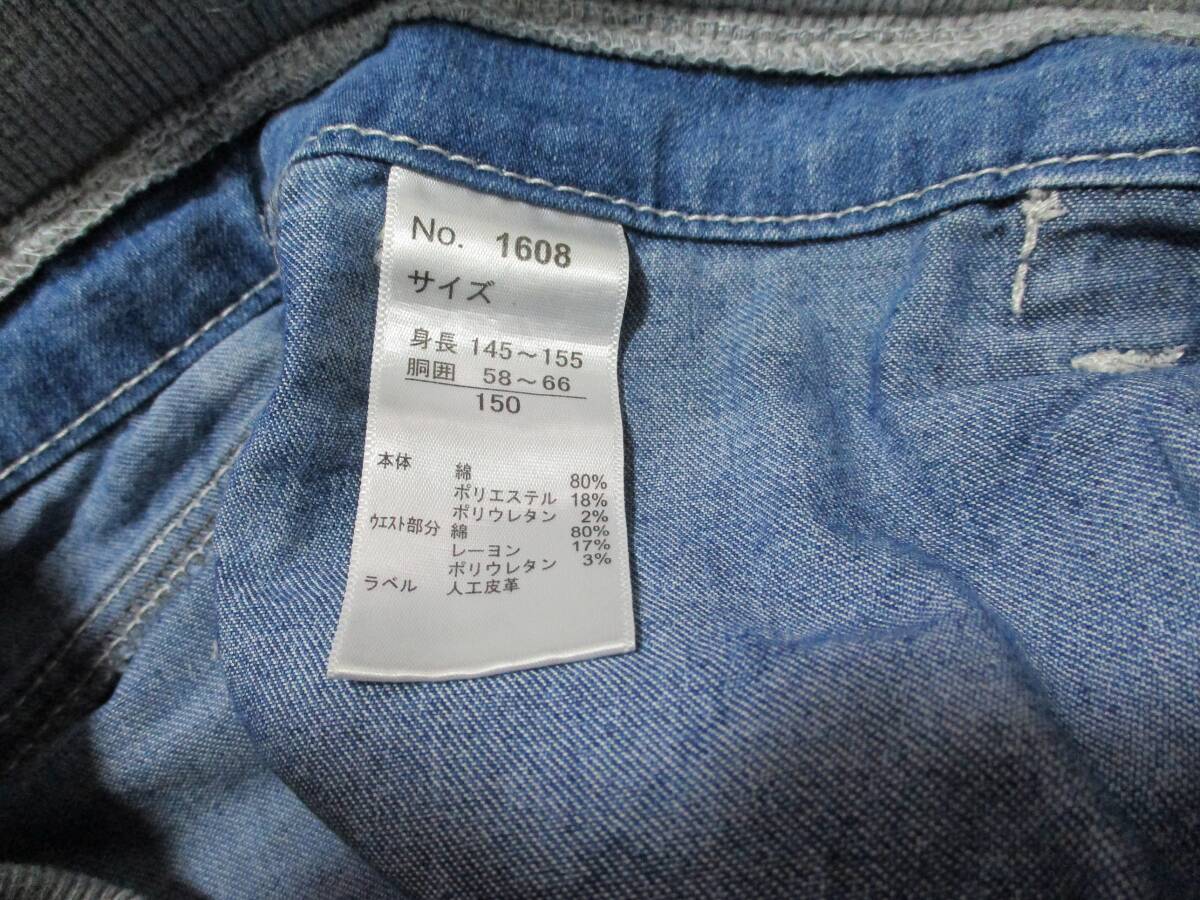 No. 1608
サイズ
身長 145～155
胴囲 58～66
150
本体 綿 80%
ポリエステル 18%
ポリウレタン 2%
ウエスト部分 綿 80%
レーヨン 17%
ポリウレタン 3%
ラベル 人工皮革